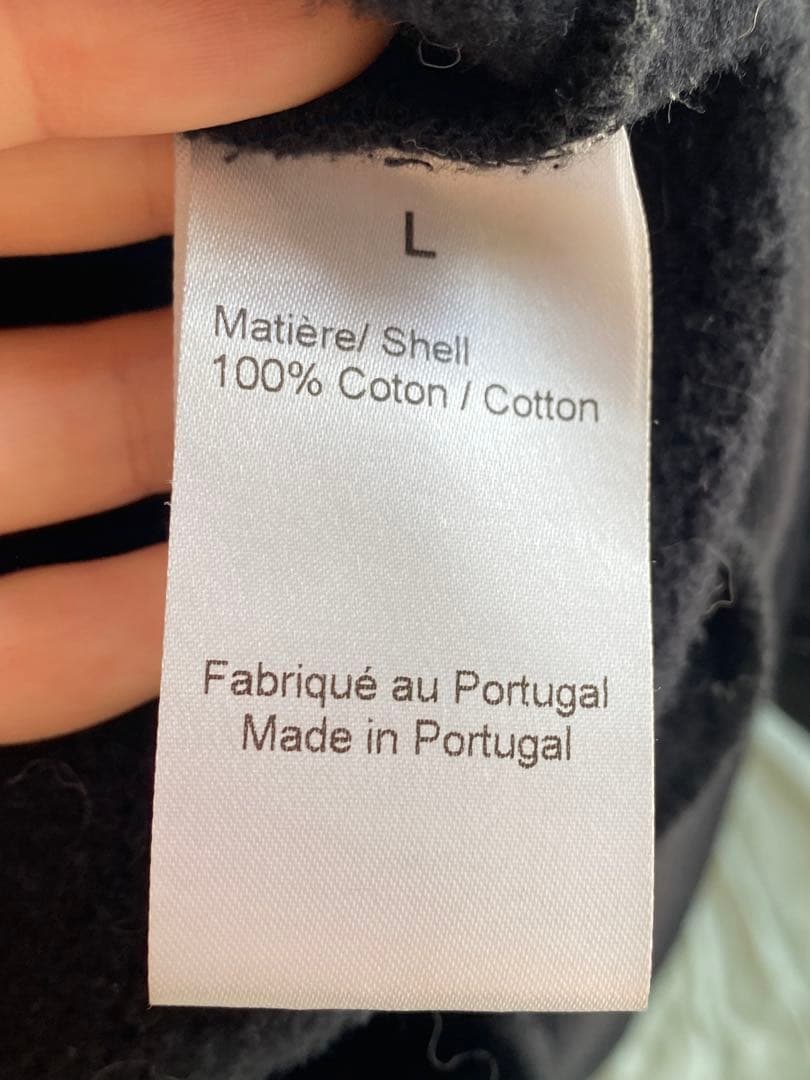 L
Matière/ Shell
100% Coton / Cotton
Fabriqué au Portugal
Made in Portugal